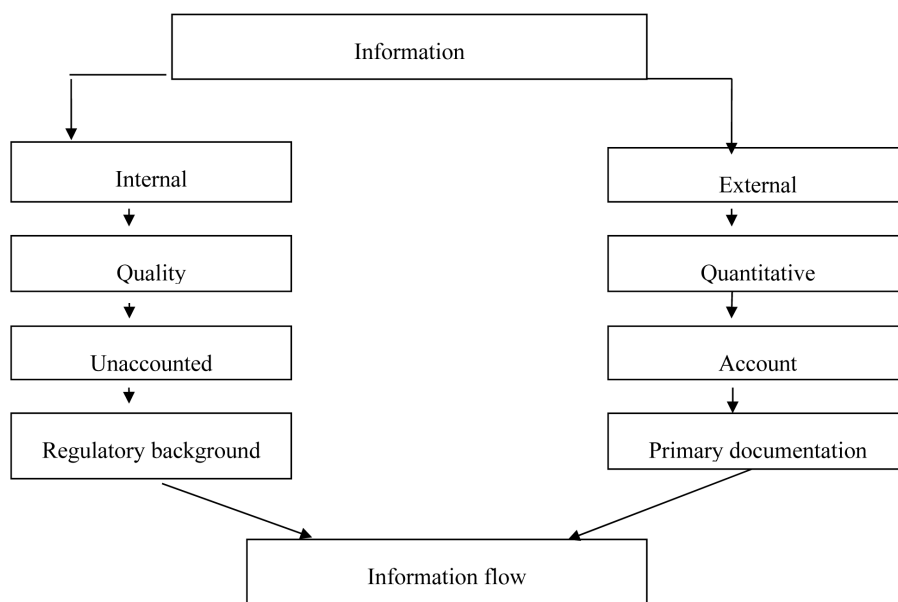 Information
Internal
External
Quality
Quantitative
Unaccounted
Account
Regulatory background
Primary documentation
Information flow